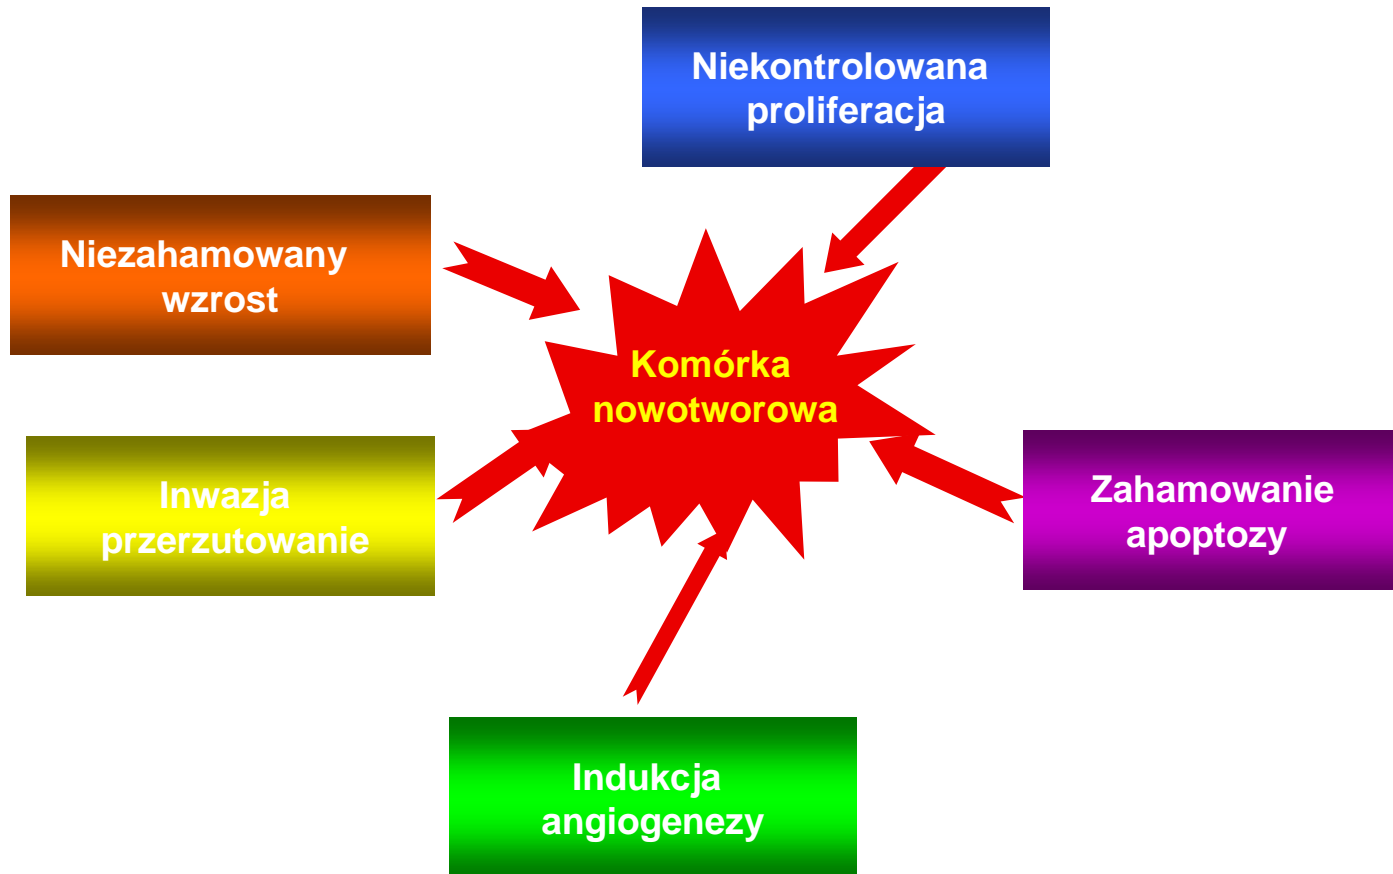 Niekontrolowana
proliferacja
Niezahamowany
wzrost
Komórka
nowotworowa
Inwazja
przerzutowanie
Zahamowanie
apoptozy
Indukcja
angiogenezy